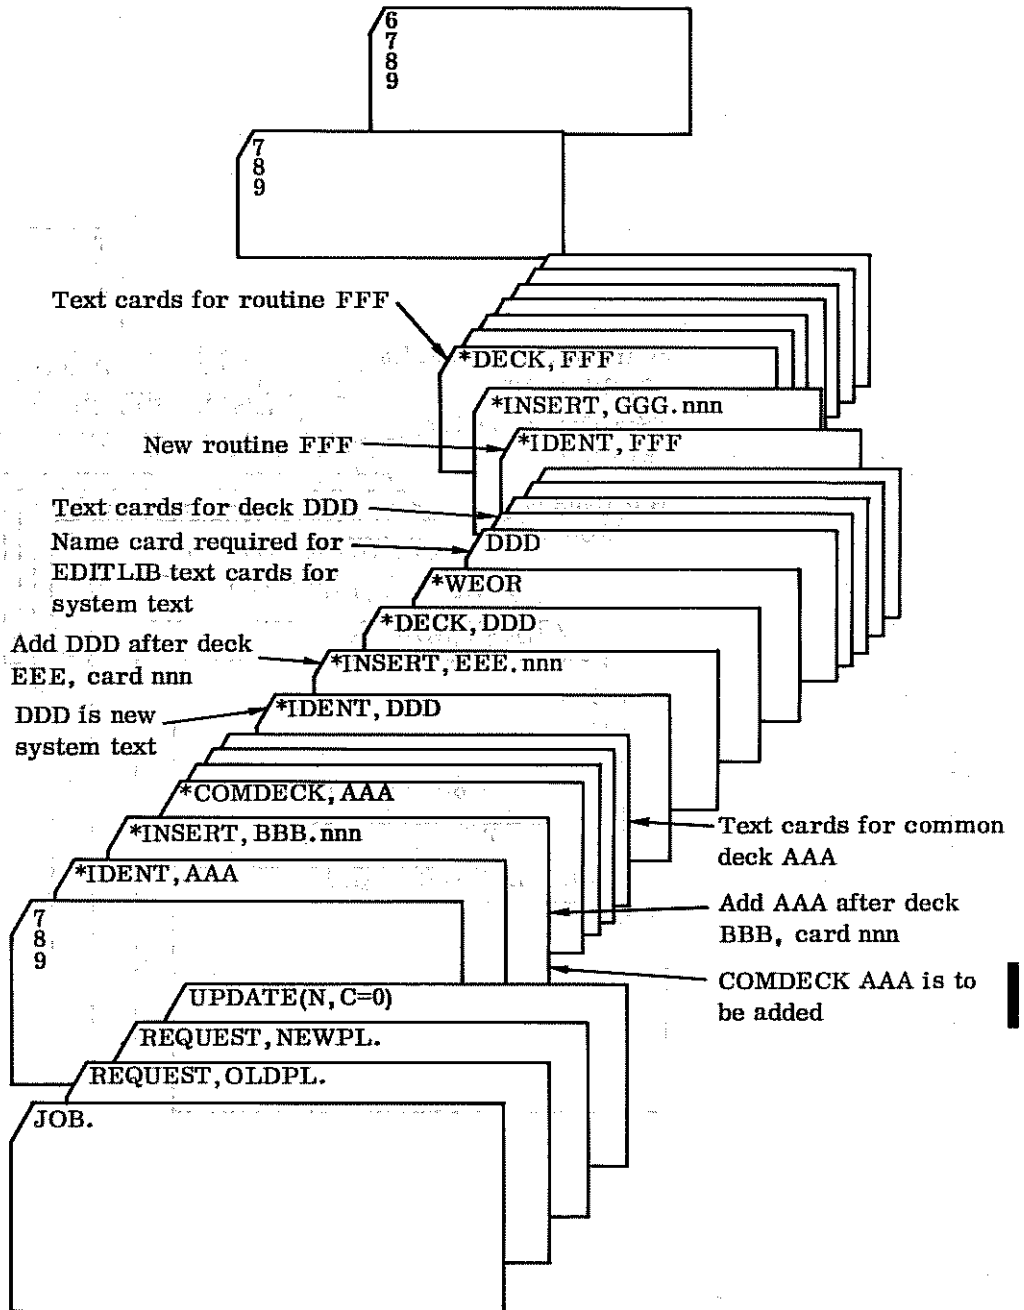 6
7
8
9
7
8
9
Text cards for routine FFF
*DECK, FFF
*INSERT, GGG.nnn
New routine FFF
*IDENT, FFF
Text cards for deck DDD
DDD
Name card required for
EDITLIB text cards for
system text
*WEOR
*DECK, DDD
Add DDD after deck
EEE, card nnn
*INSERT, EEE.nnn
DDD is new
system text
*IDENT, DDD
*COMDECK, AAA
Text cards for common
deck AAA
*INSERT, BBB.nnn
*IDENT, AAA
Add AAA after deck
BBB, card nnn
7
8
9
COMDECK AAA is to
be added
UPDATE(N, C=0)
REQUEST, NEWPL.
REQUEST, OLDPL.
JOB.